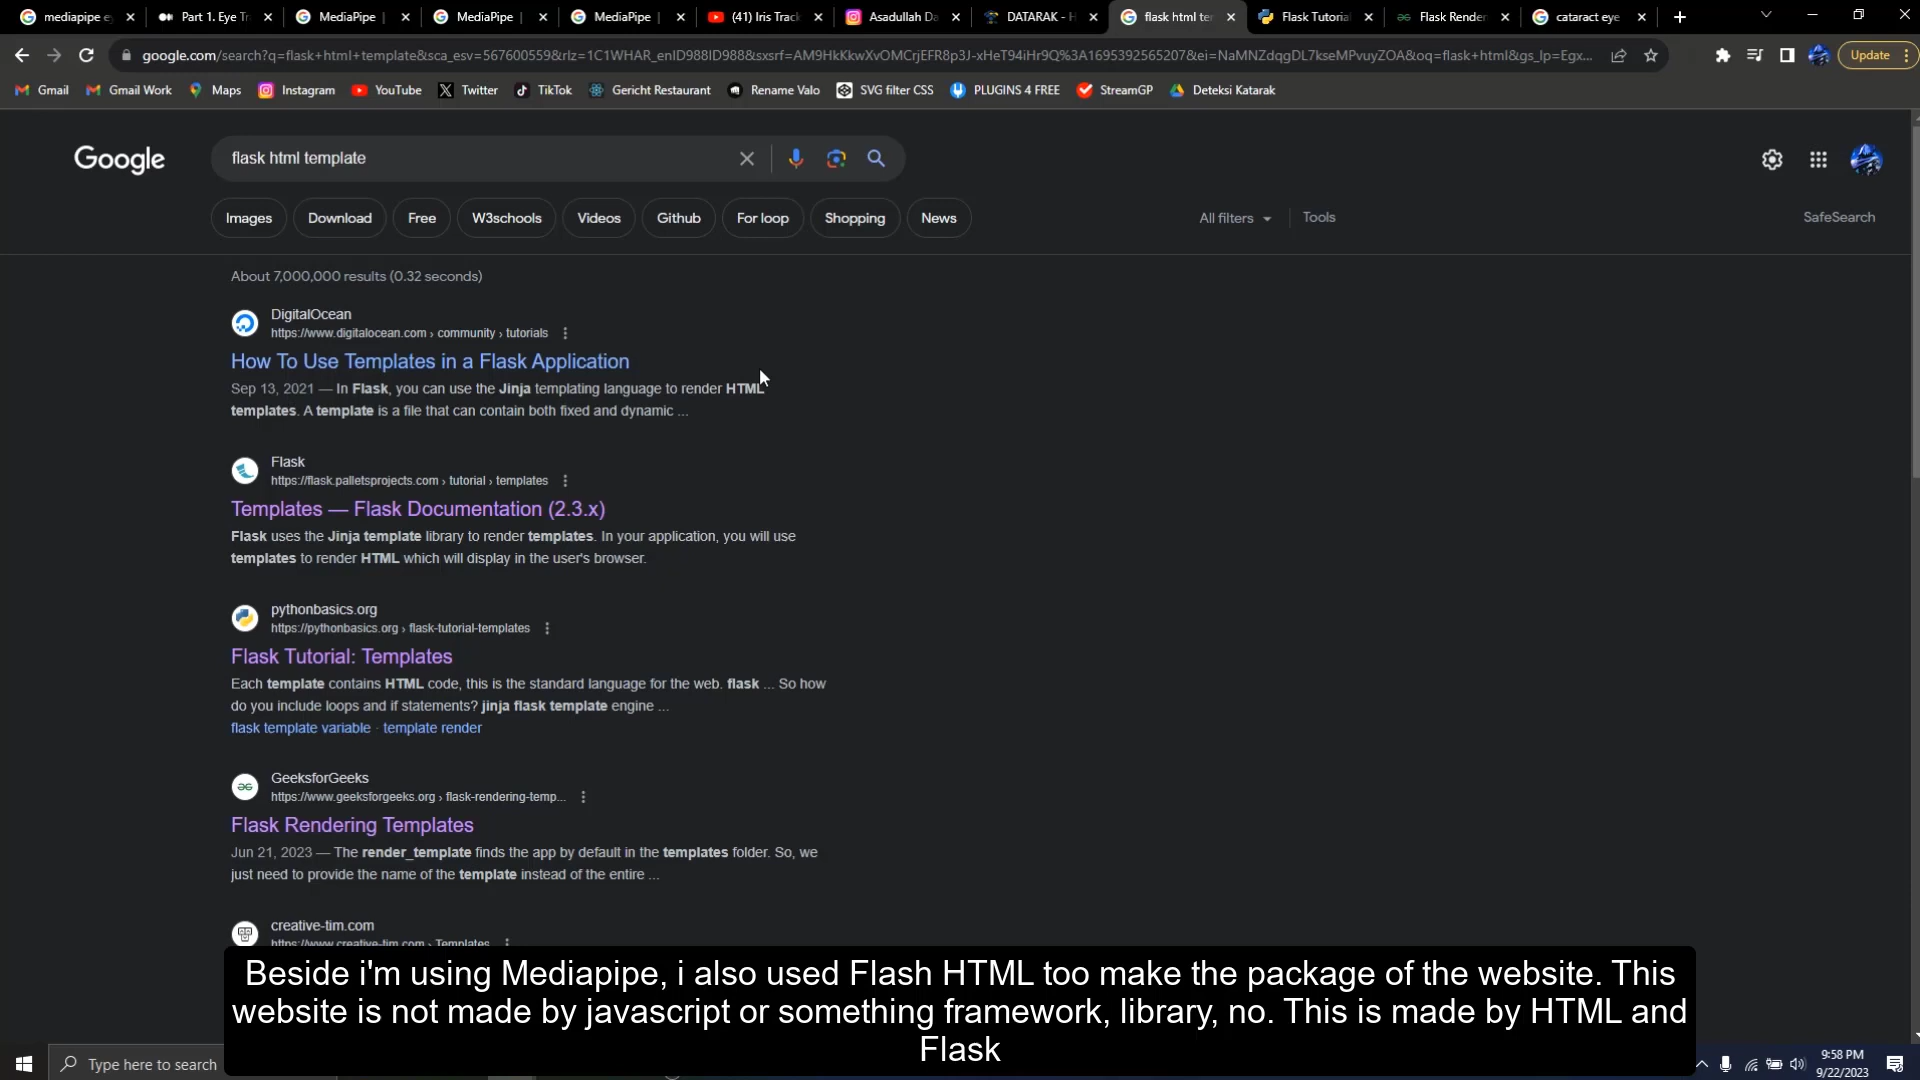 mediapipe ey
Part 1. Eye Tr
MediaPipe |
MediaPipe |
MediaPipe |
(41) Iris Track
Asadullah Da
DATARAK - H
flask html te
Flask Tutorial
Flask Render
cataract eye
google.com/search?q=flask+html+template&sca_esv=567600559&rlz=1C1WHAR_enID988ID988&sxsrf=AM9HkKkwXvOMCrjEFR8p3J-xHeT94iHr9Q%3A1695392565207&ei=NaMNZdqgDL7kseMPvuyZOA&oq=flask+html&gs_lp=Egx...
Update
Gmail
Gmail Work
Maps
Instagram
YouTube
Twitter
TikTok
Gericht Restaurant
Rename Valo
SVG filter CSS
PLUGINS 4 FREE
StreamGP
Deteksi Katarak
Google
flask html template
Images
Download
Free
W3schools
Videos
Github
For loop
Shopping
News
All filters
Tools
SafeSearch
About 7,000,000 results (0.32 seconds)
DigitalOcean
https://www.digitalocean.com › community › tutorials
How To Use Templates in a Flask Application
Sep 13, 2021 — In Flask, you can use the Jinja templating language to render HTML
templates. A template is a file that can contain both fixed and dynamic ...
Flask
https://flask.palletsprojects.com › tutorial › templates
Templates — Flask Documentation (2.3.x)
Flask uses the Jinja template library to render templates. In your application, you will use
templates to render HTML which will display in the user's browser.
pythonbasics.org
https://pythonbasics.org › flask-tutorial-templates
Flask Tutorial: Templates
Each template contains HTML code, this is the standard language for the web. flask ... So how
do you include loops and if statements? jinja flask template engine ...
flask template variable · template render
GeeksforGeeks
https://www.geeksforgeeks.org › flask-rendering-temp...
Flask Rendering Templates
Jun 21, 2023 — The render_template finds the app by default in the templates folder. So, we
just need to provide the name of the template instead of the entire ...
creative-tim.com
https://www.creative-tim.com › Templates
Beside i'm using Mediapipe, i also used Flash HTML too make the package of the website. This
website is not made by javascript or something framework, library, no. This is made by HTML and
Flask
Type here to search
9:58 PM
9/22/2023